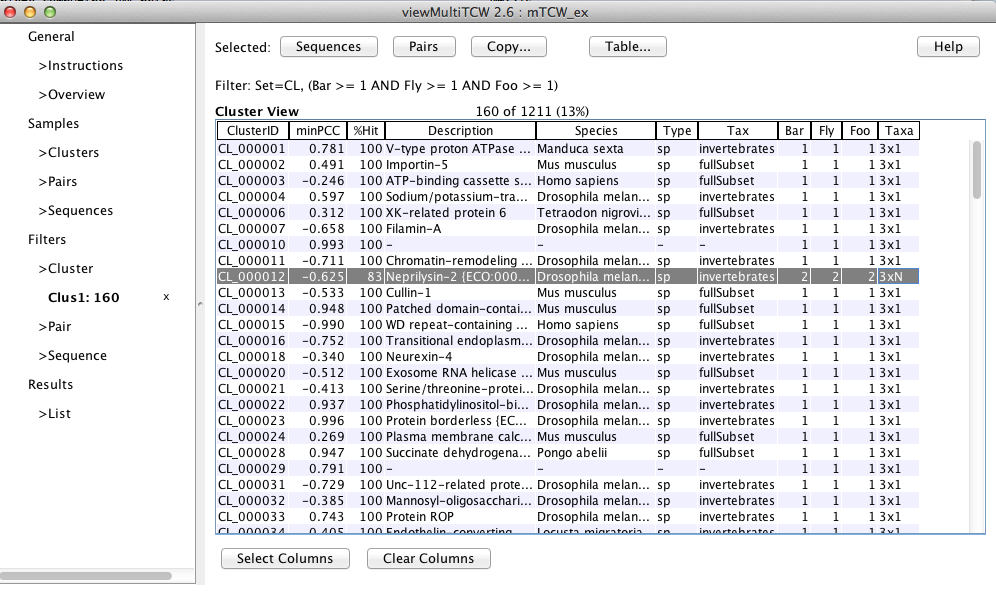 viewMultiTCW 2.6 : mTCW_ex
General
>Instructions
>Overview
Samples
>Clusters
>Pairs
>Sequences
Filters
>Cluster
Clus1: 160 x
>Pair
>Sequence
Results
>List
Selected: Sequences Pairs Copy... Table... Help
Filter: Set=CL, (Bar >= 1 AND Fly >= 1 AND Foo >= 1)
Cluster View 160 of 1211 (13%)
ClusterID minPCC %Hit Description Species Type Tax Bar Fly Foo Taxa
CL_000001 0.781 100 V-type proton ATPase ... Manduca sexta sp invertebrates 1 1 1 3x1
CL_000002 0.491 100 Importin-5 Mus musculus sp fullSubset 1 1 1 3x1
CL_000003 -0.246 100 ATP-binding cassette s... Homo sapiens sp fullSubset 1 1 1 3x1
CL_000004 0.597 100 Sodium/potassium-tra... Drosophila melan... sp invertebrates 1 1 1 3x1
CL_000006 0.312 100 XK-related protein 6 Tetraodon nigrovi... sp fullSubset 1 1 1 3x1
CL_000007 -0.658 100 Filamin-A Drosophila melan... sp invertebrates 1 1 1 3x1
CL_000010 0.993 100 - - - - 1 1 1 3x1
CL_000011 -0.711 100 Chromatin-remodeling ... Drosophila melan... sp invertebrates 1 1 1 3x1
CL_000012 -0.625 83 Neprilysin-2 {ECO:000... Drosophila melan... sp invertebrates 2 2 2 3xN
CL_000013 -0.533 100 Cullin-1 Mus musculus sp fullSubset 1 1 1 3x1
CL_000014 0.948 100 Patched domain-contai... Mus musculus sp fullSubset 1 1 1 3x1
CL_000015 -0.990 100 WD repeat-containing ... Homo sapiens sp fullSubset 1 1 1 3x1
CL_000016 -0.752 100 Transitional endoplasm... Drosophila melan... sp invertebrates 1 1 1 3x1
CL_000018 -0.340 100 Neurexin-4 Drosophila melan... sp invertebrates 1 1 1 3x1
CL_000020 -0.512 100 Exosome RNA helicase ... Mus musculus sp fullSubset 1 1 1 3x1
CL_000021 -0.413 100 Serine/threonine-protei... Drosophila melan... sp invertebrates 1 1 1 3x1
CL_000022 0.937 100 Phosphatidylinositol-bi... Drosophila melan... sp invertebrates 1 1 1 3x1
CL_000023 0.996 100 Protein borderless {EC... Drosophila melan... sp invertebrates 1 1 1 3x1
CL_000024 0.269 100 Plasma membrane calc... Mus musculus sp fullSubset 1 1 1 3x1
CL_000028 0.947 100 Succinate dehydrogena... Pongo abelii sp fullSubset 1 1 1 3x1
CL_000029 0.791 100 - - - - 1 1 1 3x1
CL_000031 -0.729 100 Unc-112-related prote... Drosophila melan... sp invertebrates 1 1 1 3x1
CL_000032 -0.385 100 Mannosyl-oligosacchari... Drosophila melan... sp invertebrates 1 1 1 3x1
CL_000033 0.743 100 Protein ROP Drosophila melan... sp invertebrates 1 1 1 3x1
CL_000034 0.405 100 Endothelin-converting Locusta migratoria sp invertebrates 1 1 1 3x1
Select Columns Clear Columns